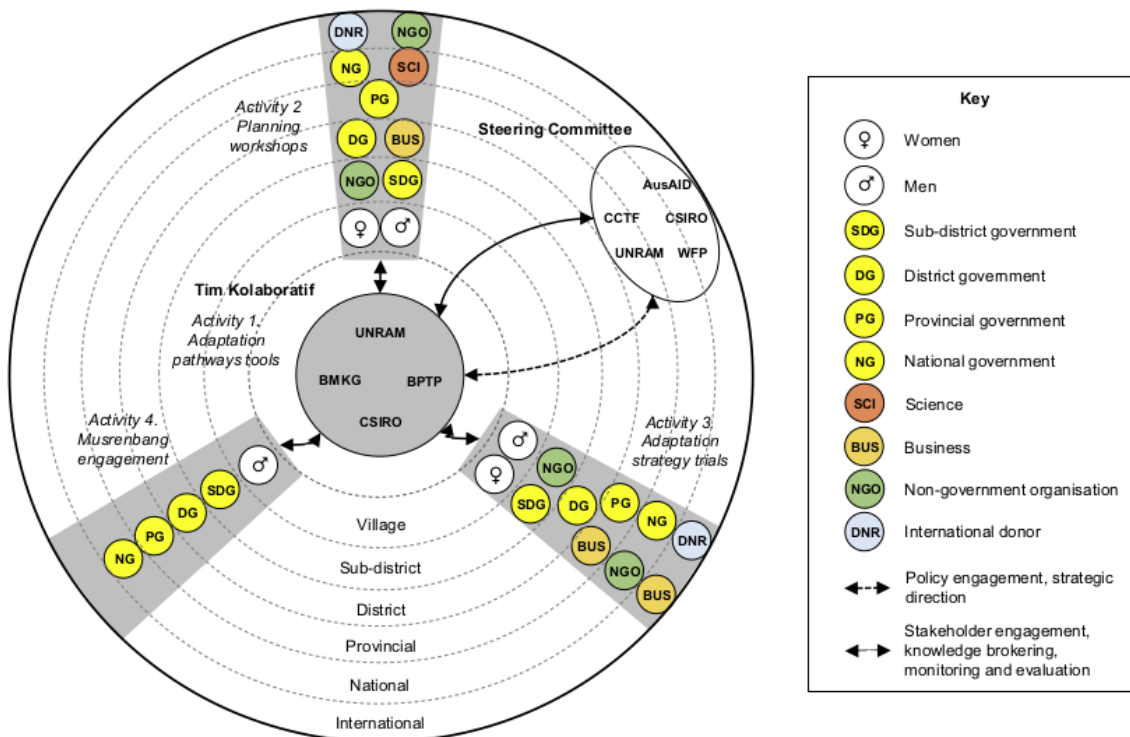 DNR
NGO
NG
SCI
PG
DG
BUS
NGO
SDG
♀
♂
Activity 2
Planning
workshops
Steering Committee
AusAID
CCTF
CSIRO
UNRAM
WFP
Tim Kolaboratif
Activity 1.
Adaptation
pathways tools
UNRAM
BMKG
BPTP
CSIRO
Activity 4.
Musrenbang
engagement
♂
SDG
DG
PG
NG
Activity 3.
Adaptation
strategy trials
♂
♀
NGO
SDG
DG
PG
NG
DNR
BUS
NGO
BUS
Village
Sub-district
District
Provincial
National
International
Key
♀ Women
♂ Men
SDG Sub-district government
DG District government
PG Provincial government
NG National government
SCI Science
BUS Business
NGO Non-government organisation
DNR International donor
Policy engagement, strategic
direction
Stakeholder engagement,
knowledge brokering,
monitoring and evaluation